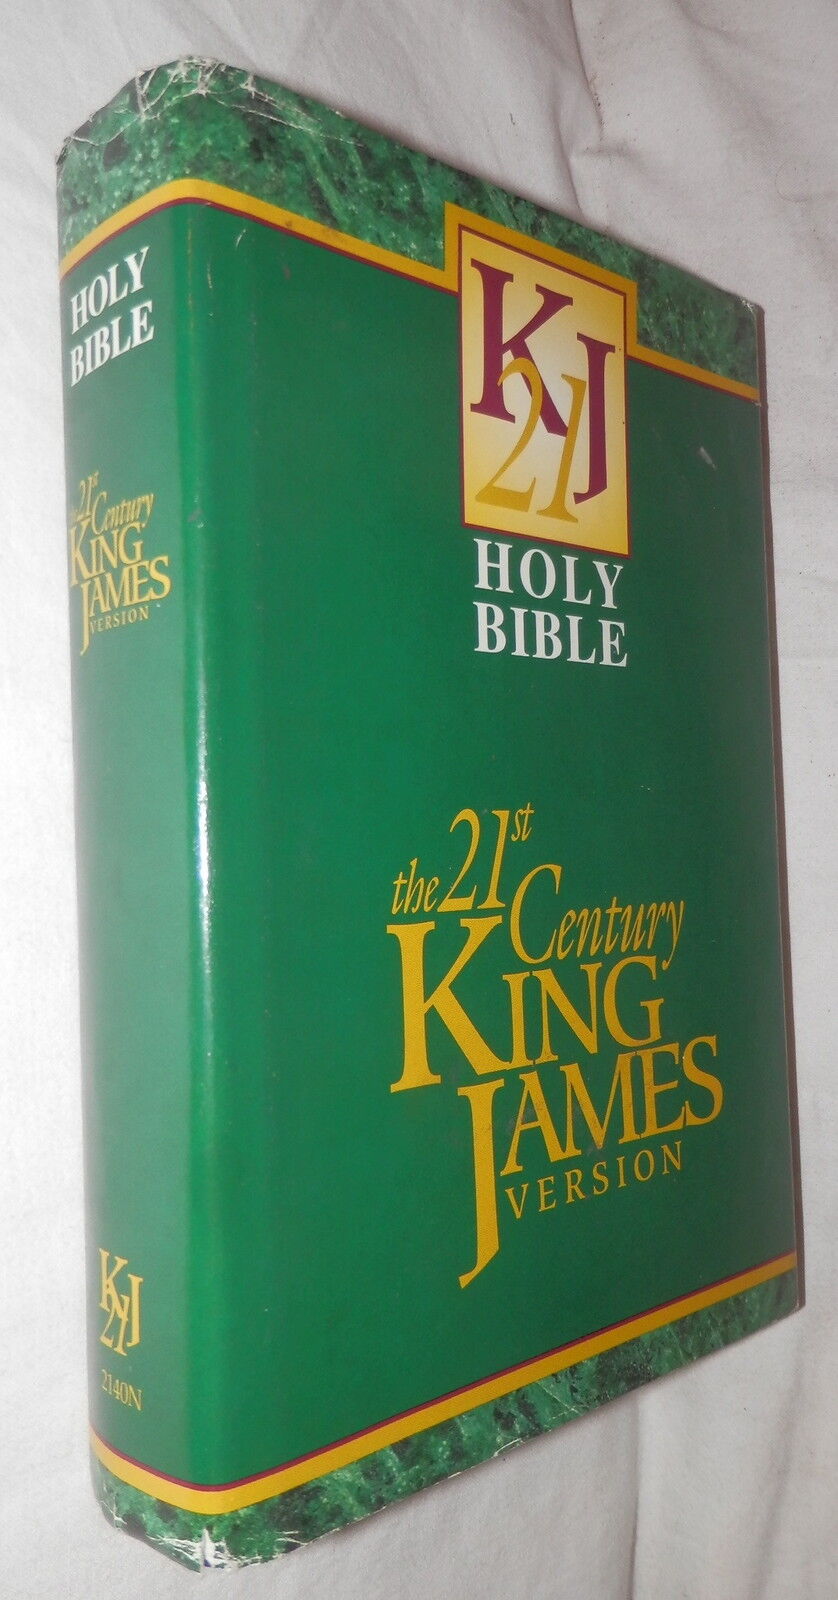 HOLY
BIBLE
the 21st
Century
KING
JAMES
VERSION
KJ
21
2140N
KJ
21
HOLY
BIBLE
the 21st
Century
KING
JAMES
VERSION